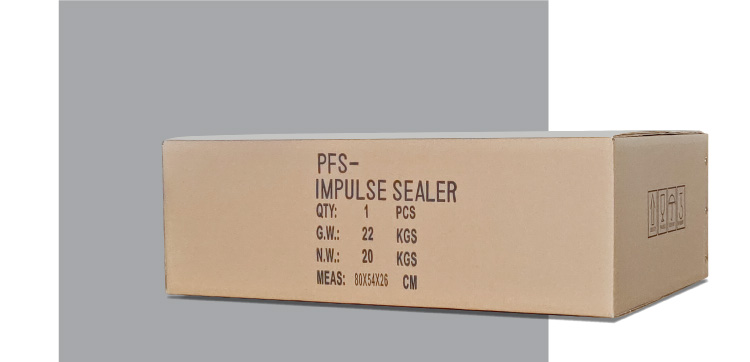 PFS-
IMPULSE SEALER
QTY: 1 PCS
G.W.: 22 KGS
N.W.: 20 KGS
MEAS: 80X54X26 CM